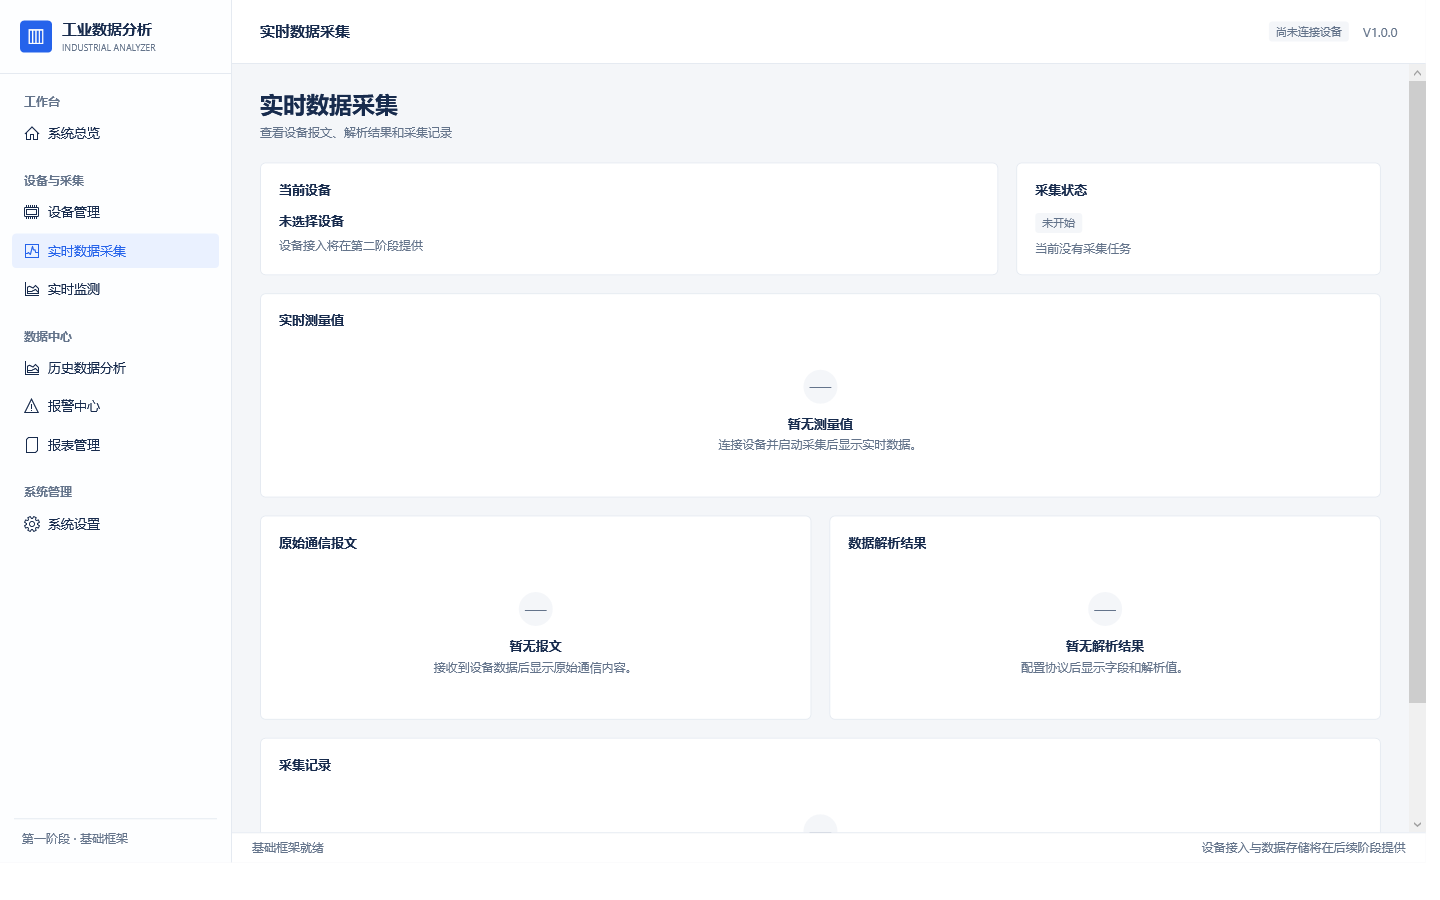 工业数据分析
INDUSTRIAL ANALYZER
工作台
系统总览
设备与采集
设备管理
实时数据采集
实时监测
数据中心
历史数据分析
报警中心
报表管理
系统管理
系统设置
第一阶段 · 基础框架
实时数据采集
尚未连接设备
V1.0.0
实时数据采集
查看设备报文、解析结果和采集记录
当前设备
未选择设备
设备接入将在第二阶段提供
采集状态
未开始
当前没有采集任务
实时测量值
暂无测量值
连接设备并启动采集后显示实时数据。
原始通信报文
暂无报文
接收到设备数据后显示原始通信内容。
数据解析结果
暂无解析结果
配置协议后显示字段和解析值。
采集记录
基础框架就绪
设备接入与数据存储将在后续阶段提供